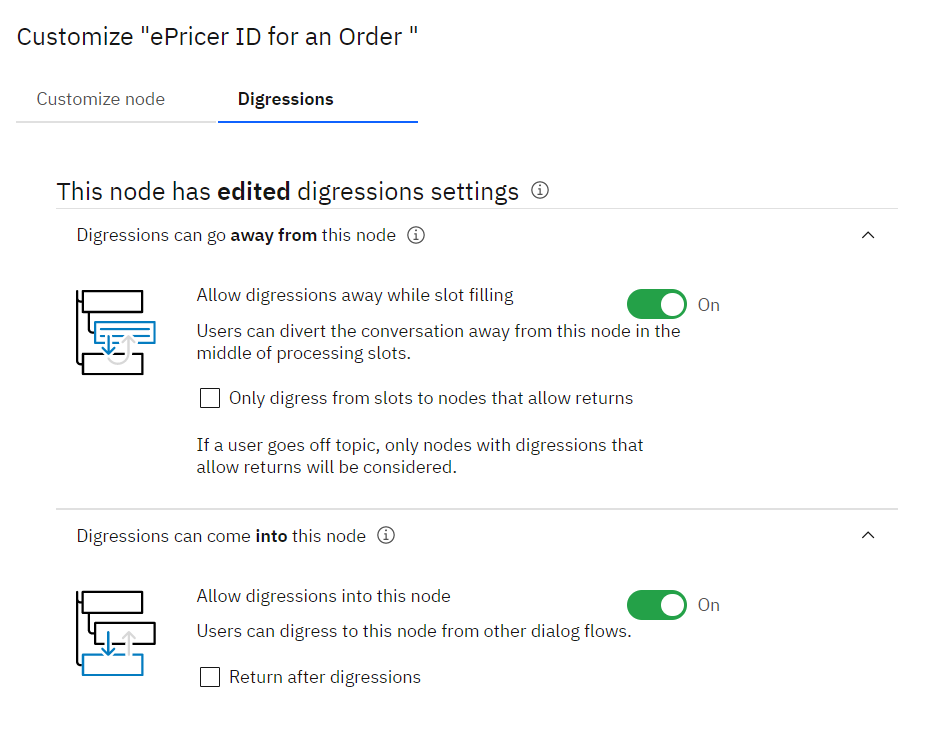 Customize "ePricer ID for an Order "
Customize node
Digressions
This node has edited digressions settings
Digressions can go away from this node
Allow digressions away while slot filling
On
Users can divert the conversation away from this node in the
middle of processing slots.
Only digress from slots to nodes that allow returns
If a user goes off topic, only nodes with digressions that
allow returns will be considered.
Digressions can come into this node
Allow digressions into this node
On
Users can digress to this node from other dialog flows.
Return after digressions